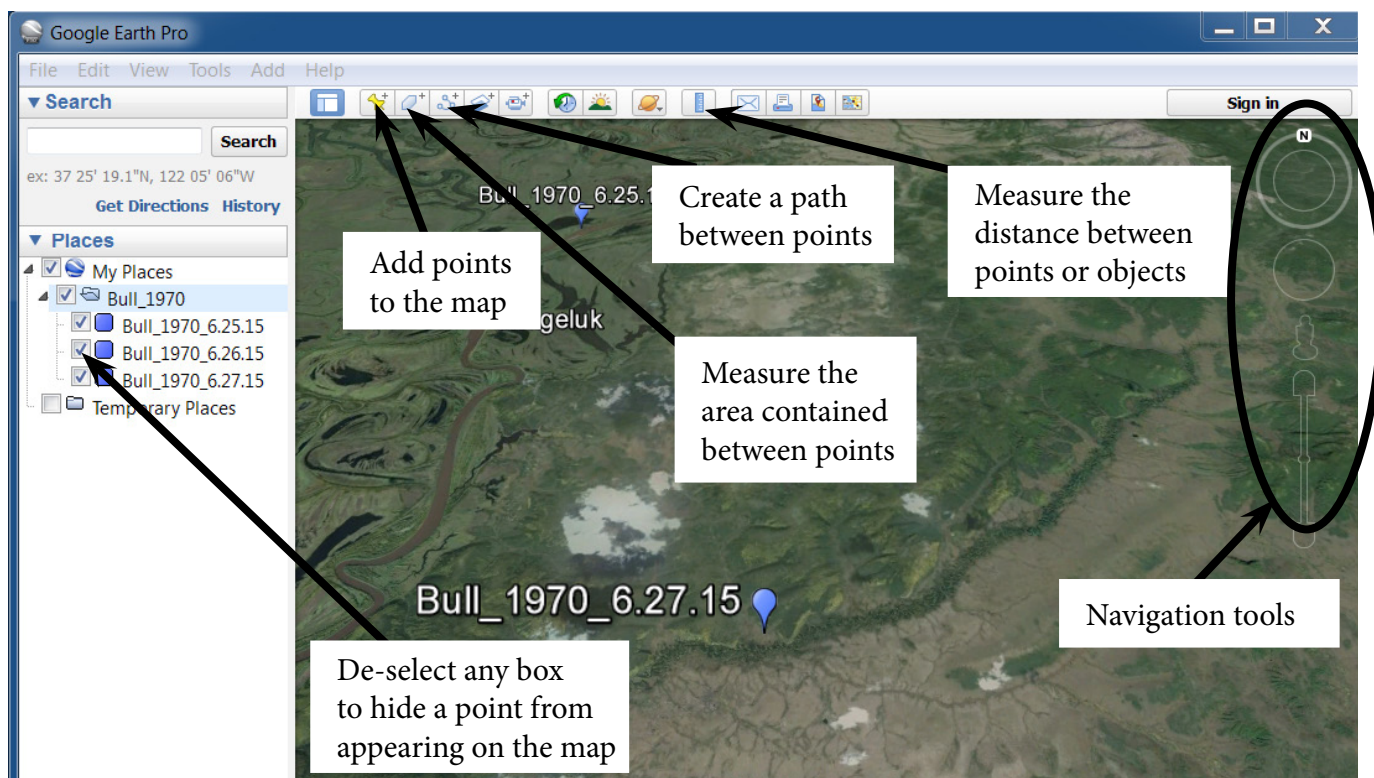 Google Earth Pro
X
File Edit View Tools Add Help
Search
Search
ex: 37 25' 19.1"N, 122 05' 06"W
Get Directions History
Places
My Places
Bull_1970
Bull_1970_6.25.15
Bull_1970_6.26.15
Bull_1970_6.27.15
Temporary Places
Sign in
N
Bull_1970_6.25.1
geluk
Bull_1970_6.27.15
Add points
to the map
Create a path
between points
Measure the
distance between
points or objects
Measure the
area contained
between points
Navigation tools
De-select any box
to hide a point from
appearing on the map